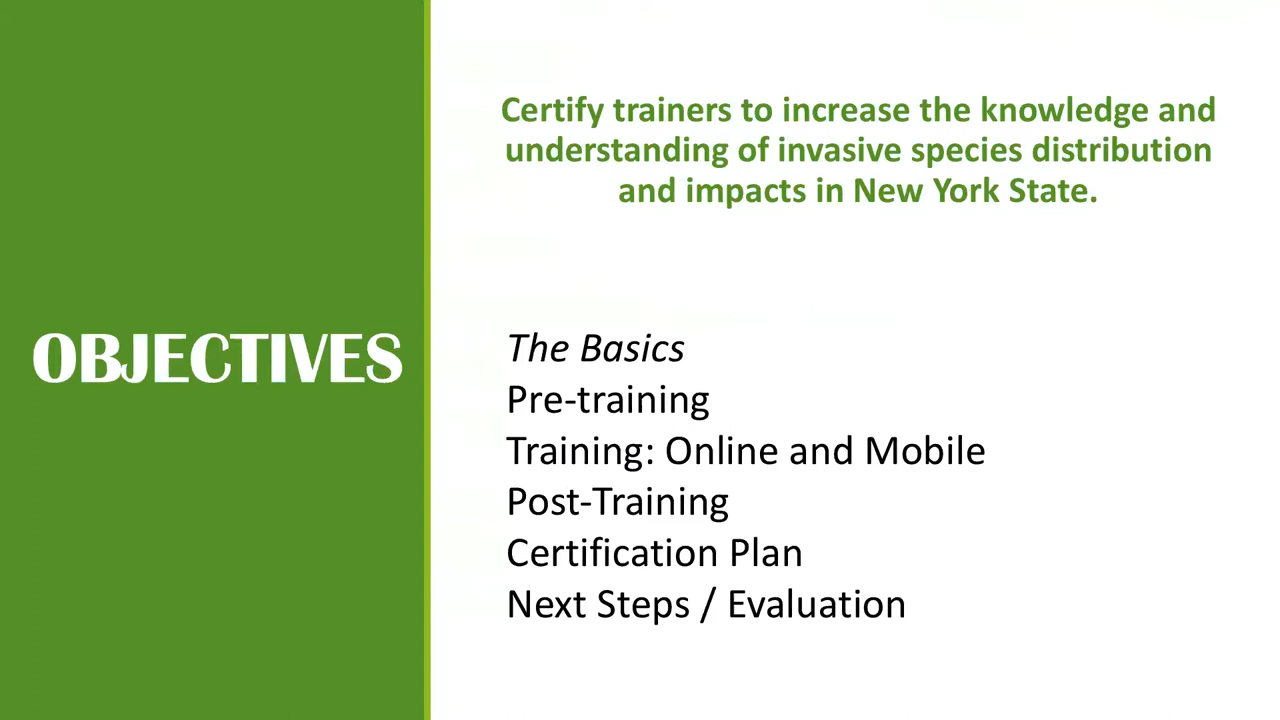 OBJECTIVES
Certify trainers to increase the knowledge and
understanding of invasive species distribution
and impacts in New York State.
The Basics
Pre-training
Training: Online and Mobile
Post-Training
Certification Plan
Next Steps / Evaluation